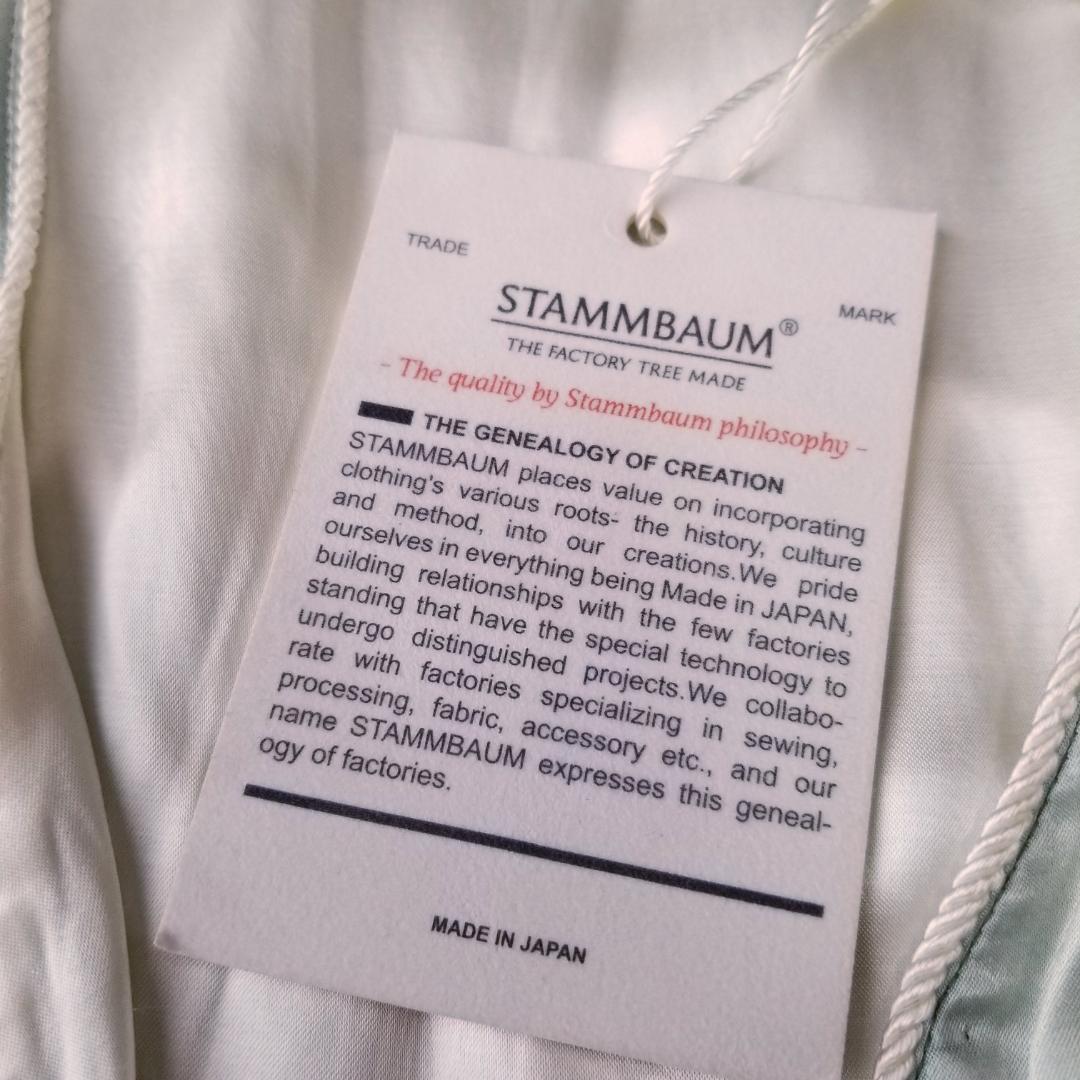 TRADE
MARK
STAMMBAUM®
THE FACTORY TREE MADE
- The quality by Stammbaum philosophy -
THE GENEALOGY OF CREATION
STAMMBAUM places value on incorporating
clothing's various roots- the history, culture
and method, into our creations.We pride
ourselves in everything being Made in JAPAN,
building relationships with the few factories
standing that have the special technology to
undergo distinguished projects.We collabo-
rate with factories specializing in sewing,
processing, fabric, accessory etc., and our
name STAMMBAUM expresses this geneal-
ogy of factories.
MADE IN JAPAN